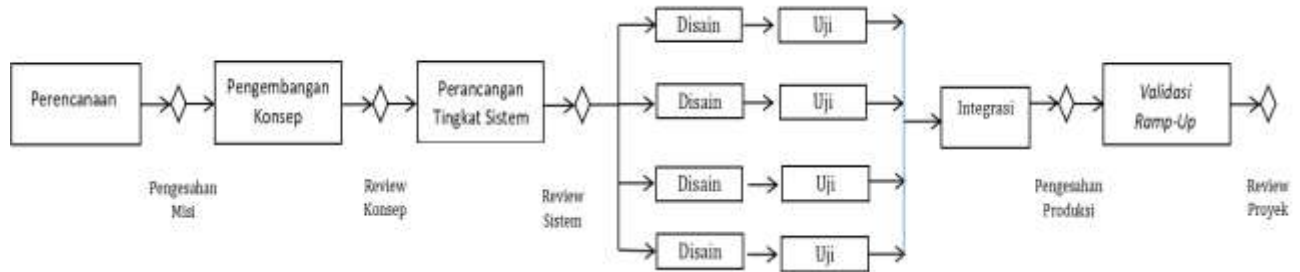 Perencanaan
Pengesahan
Misi
Pengembangan
Konsep
Review
Konsep
Perancangan
Tingkat Sistem
Review
Sistem
Disain
Uji
Disain
Uji
Disain
Uji
Disain
Uji
Integrasi
Pengesahan
Produksi
Validasi
Ramp-Up
Review
Proyek